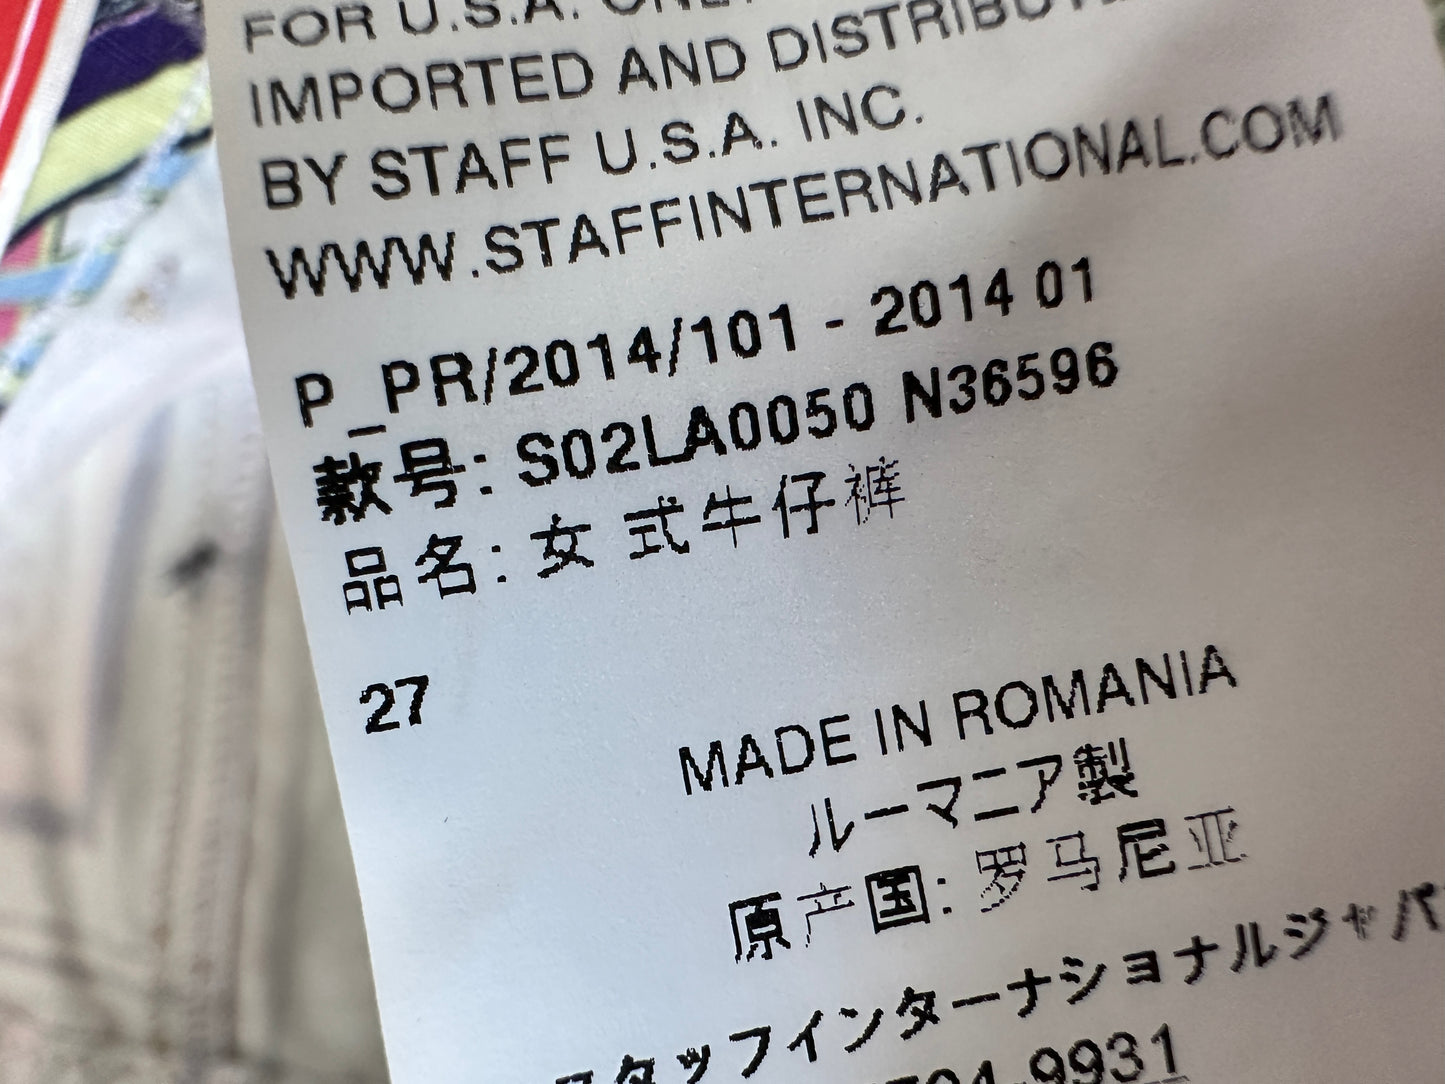 FOR U.S.A.
IMPORTED AND
BY STAFF U.S.A. INC.
WWW.STAFFINTERNATIONAL.COM
P_PR/2014/101 - 2014 01
款号: S02LA0050 N36596
品名: 女 式牛仔裤
27
MADE IN ROMANIA
ルーマニア製
原产国: 罗马尼亚
スタッフインターナショナルジャパ
9931